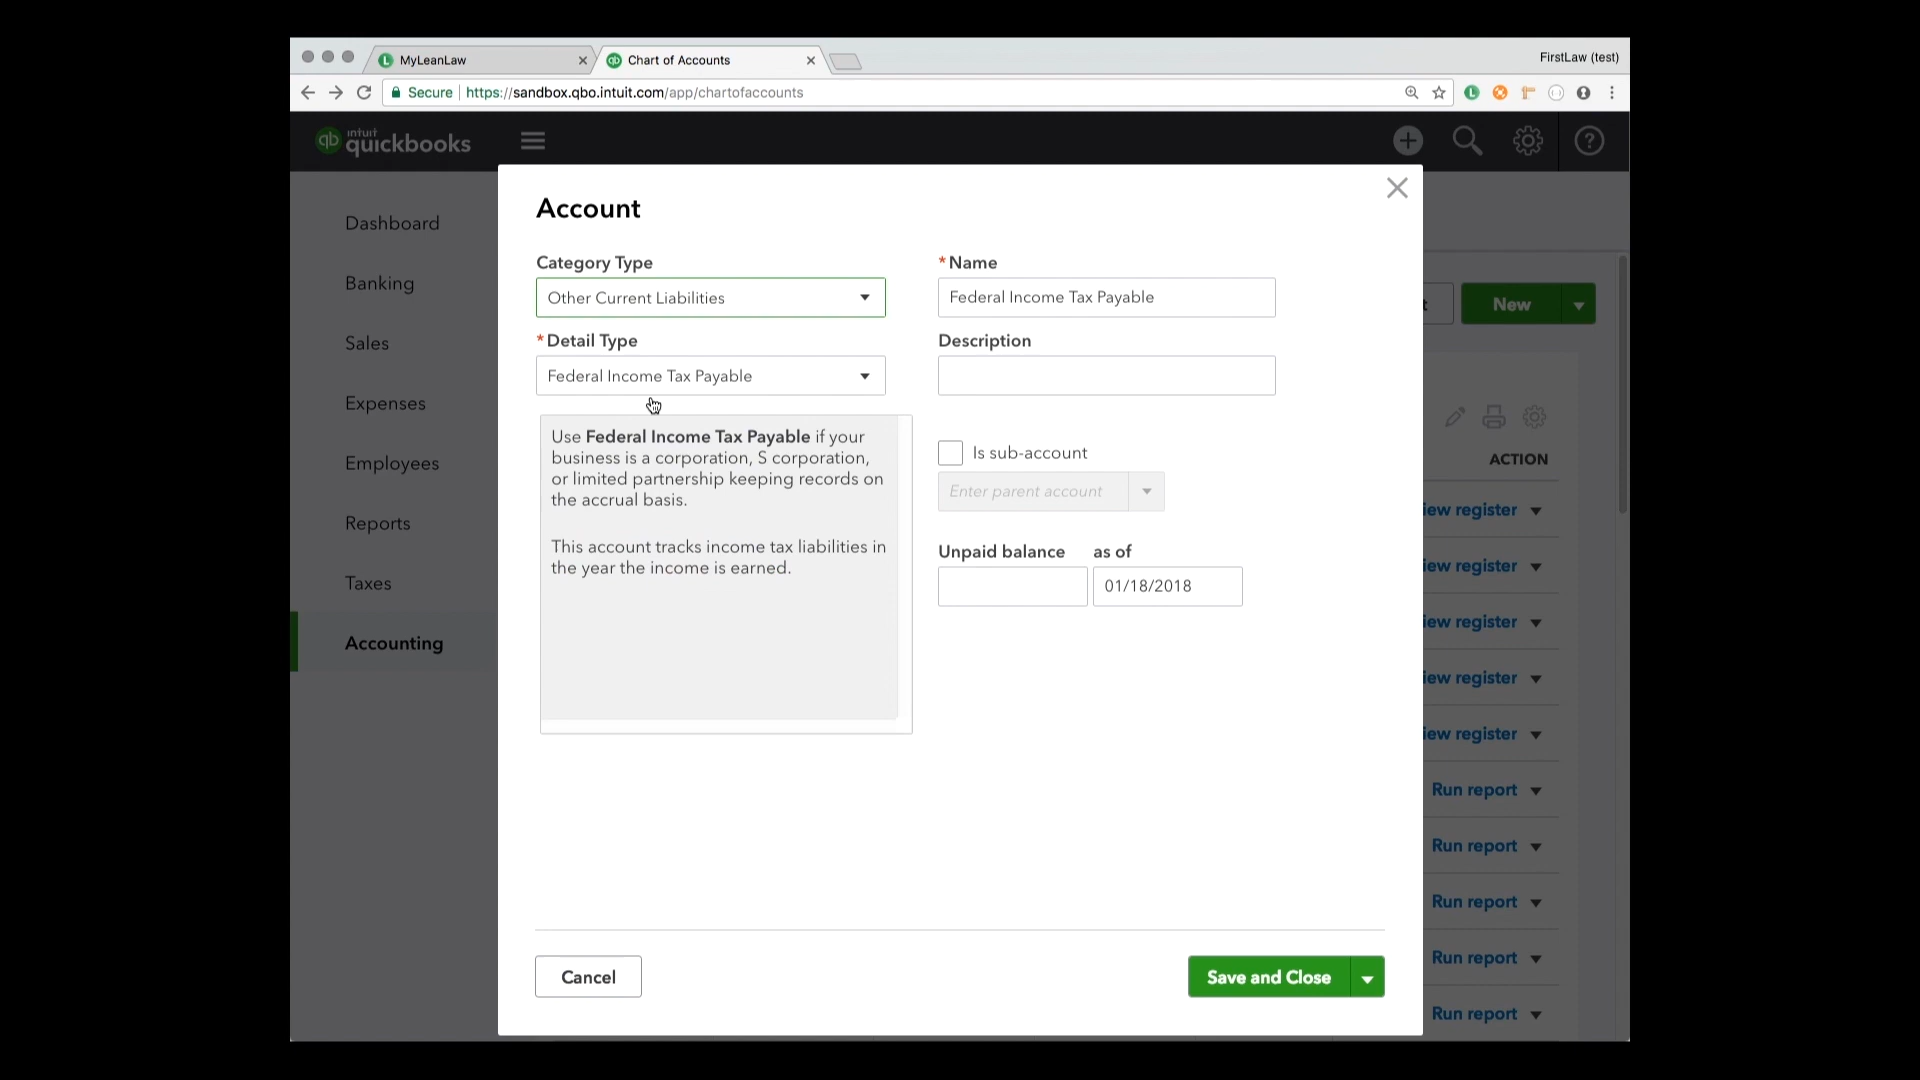 MyLeanLaw
Chart of Accounts
FirstLaw (test)
Secure
https://sandbox.qbo.intuit.com/app/chartofaccounts
qb intuit quickbooks
Dashboard
Banking
Sales
Expenses
Employees
Reports
Taxes
Accounting
Account
Category Type
Other Current Liabilities
* Detail Type
Federal Income Tax Payable
Use Federal Income Tax Payable if your
business is a corporation, S corporation,
or limited partnership keeping records on
the accrual basis.
This account tracks income tax liabilities in
the year the income is earned.
* Name
Federal Income Tax Payable
Description
Is sub-account
Enter parent account
Unpaid balance as of
01/18/2018
Cancel
Save and Close
New
ACTION
iew register
iew register
iew register
iew register
iew register
Run report
Run report
Run report
Run report
Run report